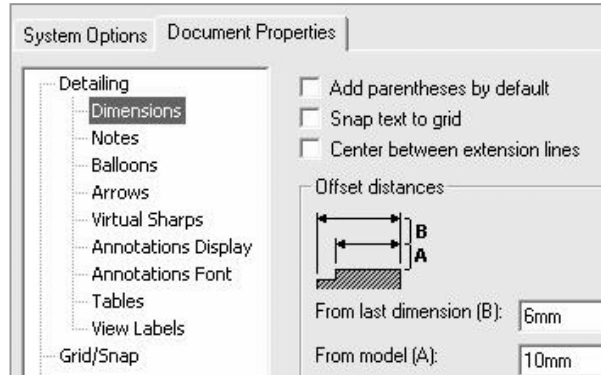 System Options
Document Properties
Detailing
Dimensions
Notes
Balloons
Arrows
Virtual Sharps
Annotations Display
Annotations Font
Tables
View Labels
Grid/Snap
Add parentheses by default
Snap text to grid
Center between extension lines
Offset distances
B
A
From last dimension (B): 6mm
From model (A): 10mm